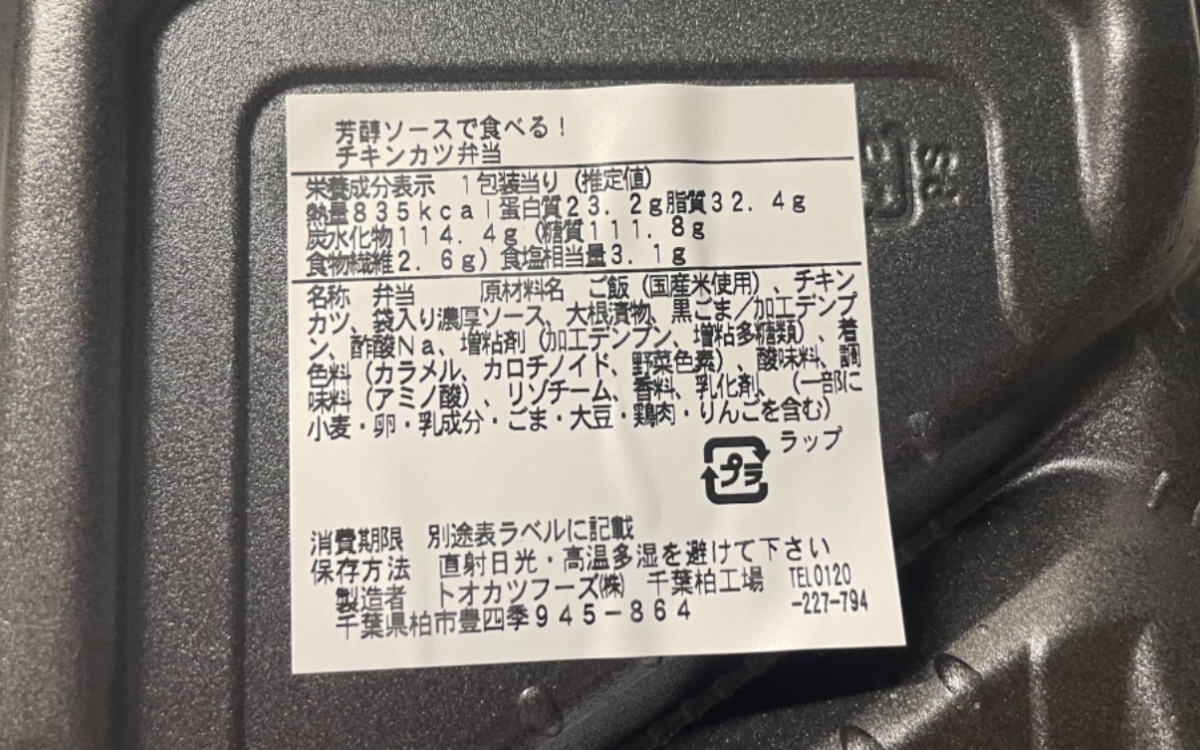 芳醇ソースで食べる!
チキンカツ弁当
栄養成分表示 1包装当り(推定値)
熱量835kcal蛋白質23.2g脂質32.4g
炭水化物114.4g(糖質111.8g
食物繊維2.6g)食塩相当量3.1g
名称 弁当 原材料名 ご飯(国産米使用)、チキン
カツ、袋入り濃厚ソース、大根漬物、黒ごま/加工デンプ
ン、酢酸Na、増粘剤(加工デンプン、増粘多糖類)、着
色料(カラメル、カロチノイド、野菜色素)、酸味料、調
味料(アミノ酸)、リゾチーム、香料、乳化剤、(一部に
小麦・卵・乳成分・ごま・大豆・鶏肉・りんごを含む)
プラ ラップ
消費期限 別途表ラベルに記載
保存方法 直射日光・高温多湿を避けて下さい
製造者 トオカツフーズ㈱ 千葉柏工場 TEL0120
千葉県柏市豊四季945-864 -227-794